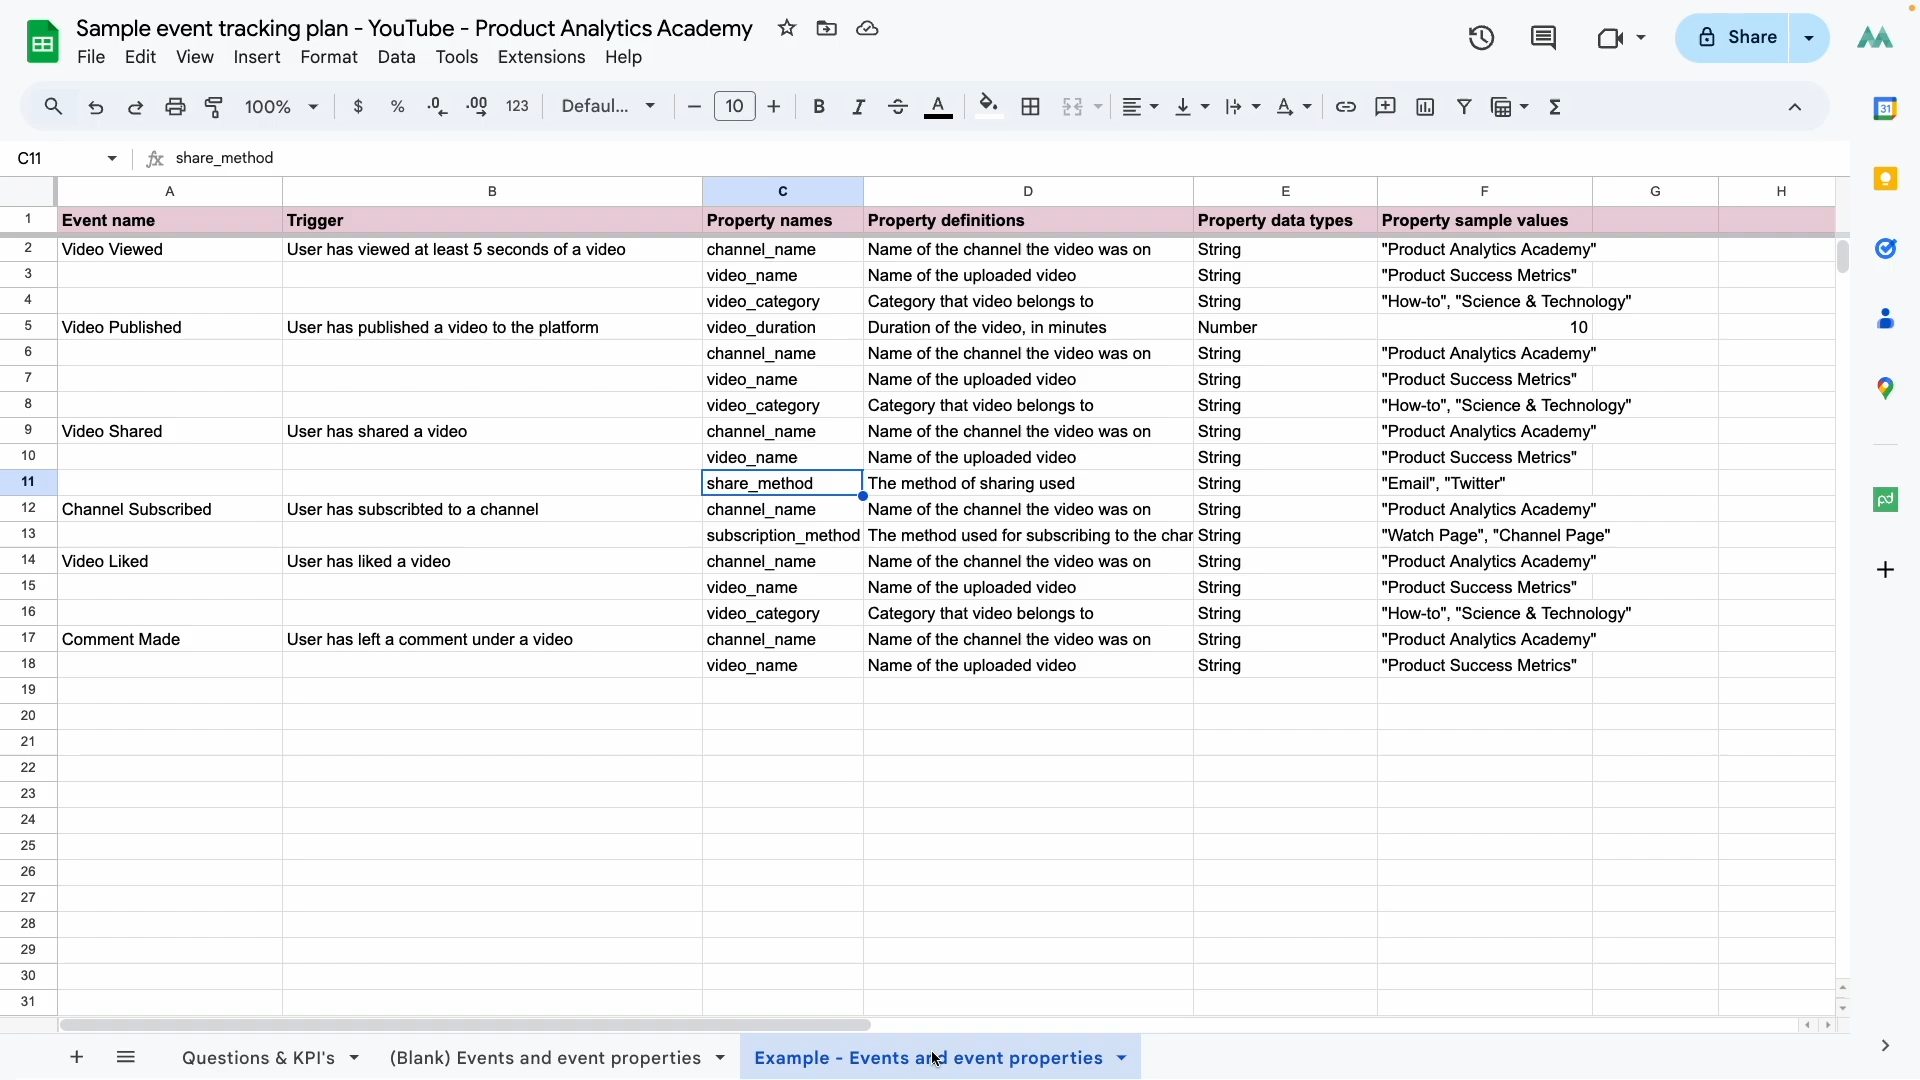 Sample event tracking plan - YouTube - Product Analytics Academy
File Edit View Insert Format Data Tools Extensions Help
Share
100% $ % .0 .00 123 Defaul... 10 B I S A Σ
31
C11 fx share_method
A B C D E F G H
1 Event name Trigger Property names Property definitions Property data types Property sample values
2 Video Viewed User has viewed at least 5 seconds of a video channel_name Name of the channel the video was on String "Product Analytics Academy"
3 video_name Name of the uploaded video String "Product Success Metrics"
4 video_category Category that video belongs to String "How-to", "Science & Technology"
5 Video Published User has published a video to the platform video_duration Duration of the video, in minutes Number 10
6 channel_name Name of the channel the video was on String "Product Analytics Academy"
7 video_name Name of the uploaded video String "Product Success Metrics"
8 video_category Category that video belongs to String "How-to", "Science & Technology"
9 Video Shared User has shared a video channel_name Name of the channel the video was on String "Product Analytics Academy"
10 video_name Name of the uploaded video String "Product Success Metrics"
11 share_method The method of sharing used String "Email", "Twitter"
12 Channel Subscribed User has subscribted to a channel channel_name Name of the channel the video was on String "Product Analytics Academy"
13 subscription_method The method used for subscribing to the char String "Watch Page", "Channel Page"
14 Video Liked User has liked a video channel_name Name of the channel the video was on String "Product Analytics Academy"
15 video_name Name of the uploaded video String "Product Success Metrics"
16 video_category Category that video belongs to String "How-to", "Science & Technology"
17 Comment Made User has left a comment under a video channel_name Name of the channel the video was on String "Product Analytics Academy"
18 video_name Name of the uploaded video String "Product Success Metrics"
19
20
21
22
23
24
25
26
27
28
29
30
31
Questions & KPI's (Blank) Events and event properties Example - Events and event properties
pd